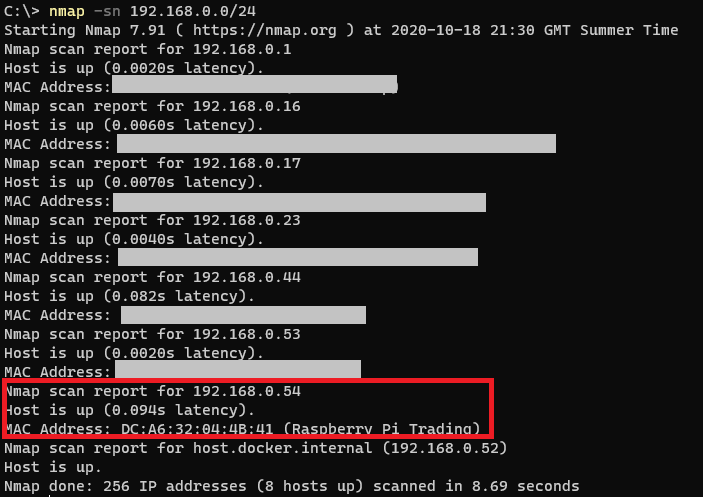 C:\> nmap -sn 192.168.0.0/24
Starting Nmap 7.91 ( https://nmap.org ) at 2020-10-18 21:30 GMT Summer Time
Nmap scan report for 192.168.0.1
Host is up (0.0020s latency).
MAC Address:
Nmap scan report for 192.168.0.16
Host is up (0.0060s latency).
MAC Address:
Nmap scan report for 192.168.0.17
Host is up (0.0070s latency).
MAC Address:
Nmap scan report for 192.168.0.23
Host is up (0.0040s latency).
MAC Address:
Nmap scan report for 192.168.0.44
Host is up (0.082s latency).
MAC Address:
Nmap scan report for 192.168.0.53
Host is up (0.0020s latency).
MAC Address:
Nmap scan report for 192.168.0.54
Host is up (0.094s latency).
MAC Address: DC:A6:32:04:4B:41 (Raspberry Pi Trading)
Nmap scan report for host.docker.internal (192.168.0.52)
Host is up.
Nmap done: 256 IP addresses (8 hosts up) scanned in 8.69 seconds